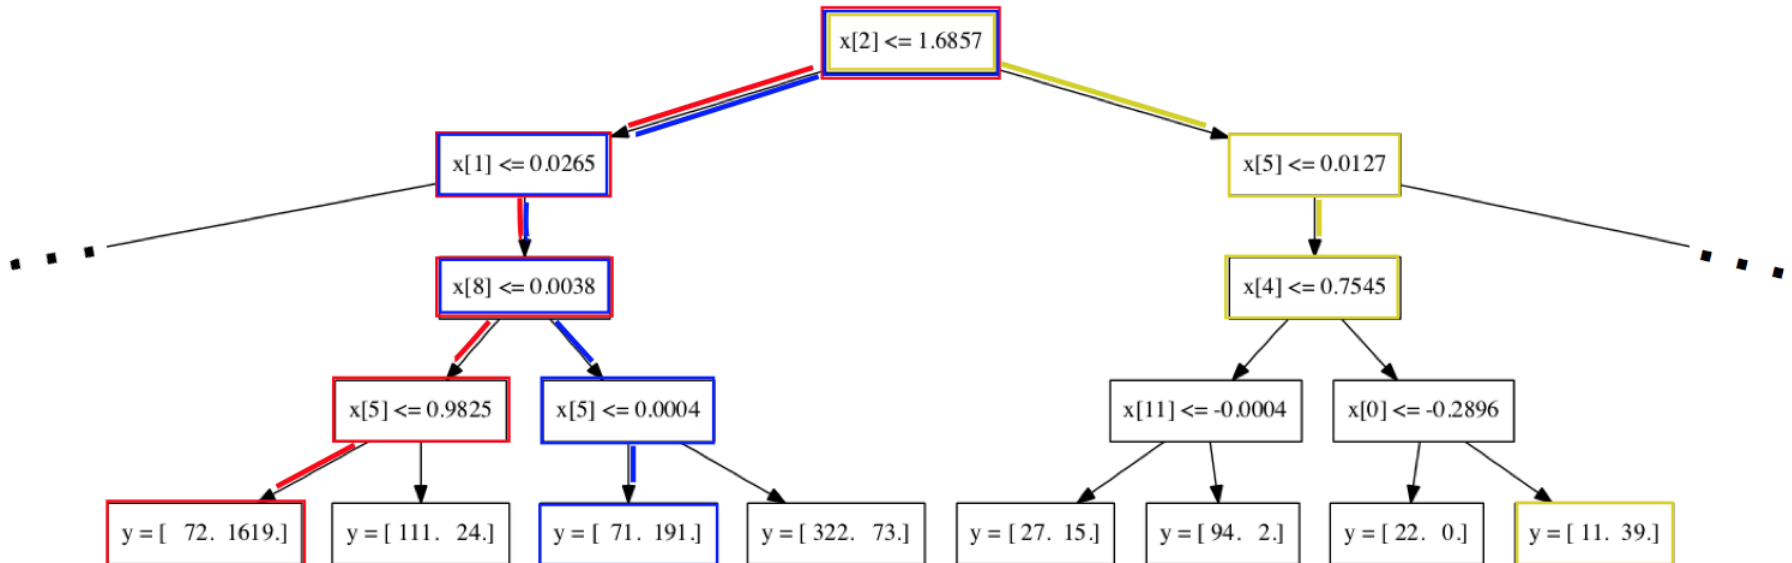 x[2] <= 1.6857
x[1] <= 0.0265
x[5] <= 0.0127
x[8] <= 0.0038
x[4] <= 0.7545
x[5] <= 0.9825
x[5] <= 0.0004
x[11] <= -0.0004
x[0] <= -0.2896
y = [ 72. 1619.]
y = [ 111. 24.]
y = [ 71. 191.]
y = [ 322. 73.]
y = [ 27. 15.]
y = [ 94. 2.]
y = [ 22. 0.]
y = [ 11. 39.]